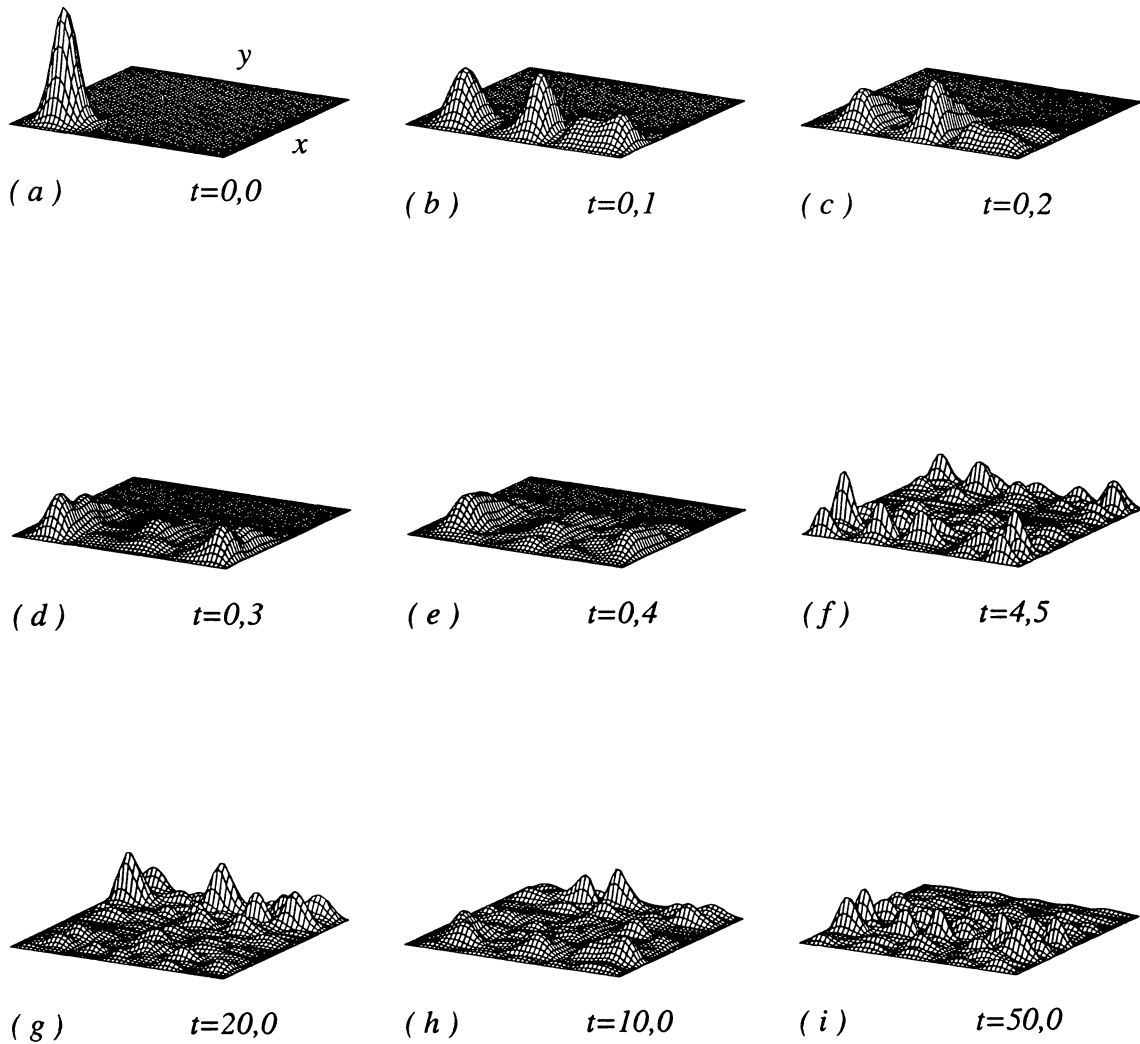 y
x
( a ) t=0,0
( b ) t=0,1
( c ) t=0,2
( d ) t=0,3
( e ) t=0,4
( f ) t=4,5
( g ) t=20,0
( h ) t=10,0
( i ) t=50,0